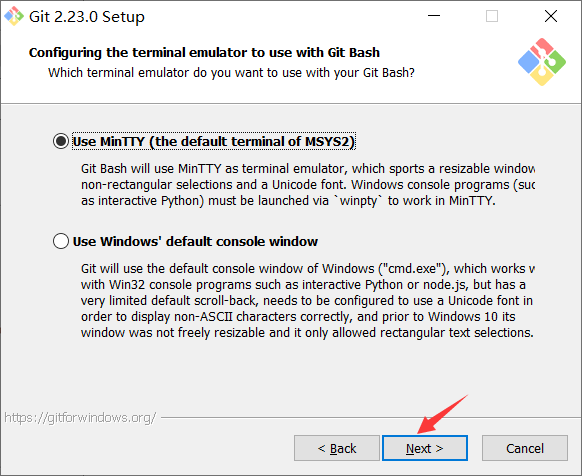 Git 2.23.0 Setup
Configuring the terminal emulator to use with Git Bash
Which terminal emulator do you want to use with your Git Bash?
Use MinTTY (the default terminal of MSYS2)
Git Bash will use MinTTY as terminal emulator, which sports a resizable window
non-rectangular selections and a Unicode font. Windows console programs (suc
as interactive Python) must be launched via `winpty` to work in MinTTY.
Use Windows' default console window
Git will use the default console window of Windows ("cmd.exe"), which works w
with Win32 console programs such as interactive Python or node.js, but has a
very limited default scroll-back, needs to be configured to use a Unicode font in
order to display non-ASCII characters correctly, and prior to Windows 10 its
window was not freely resizable and it only allowed rectangular text selections.
https://gitforwindows.org/
< Back
Next >
Cancel